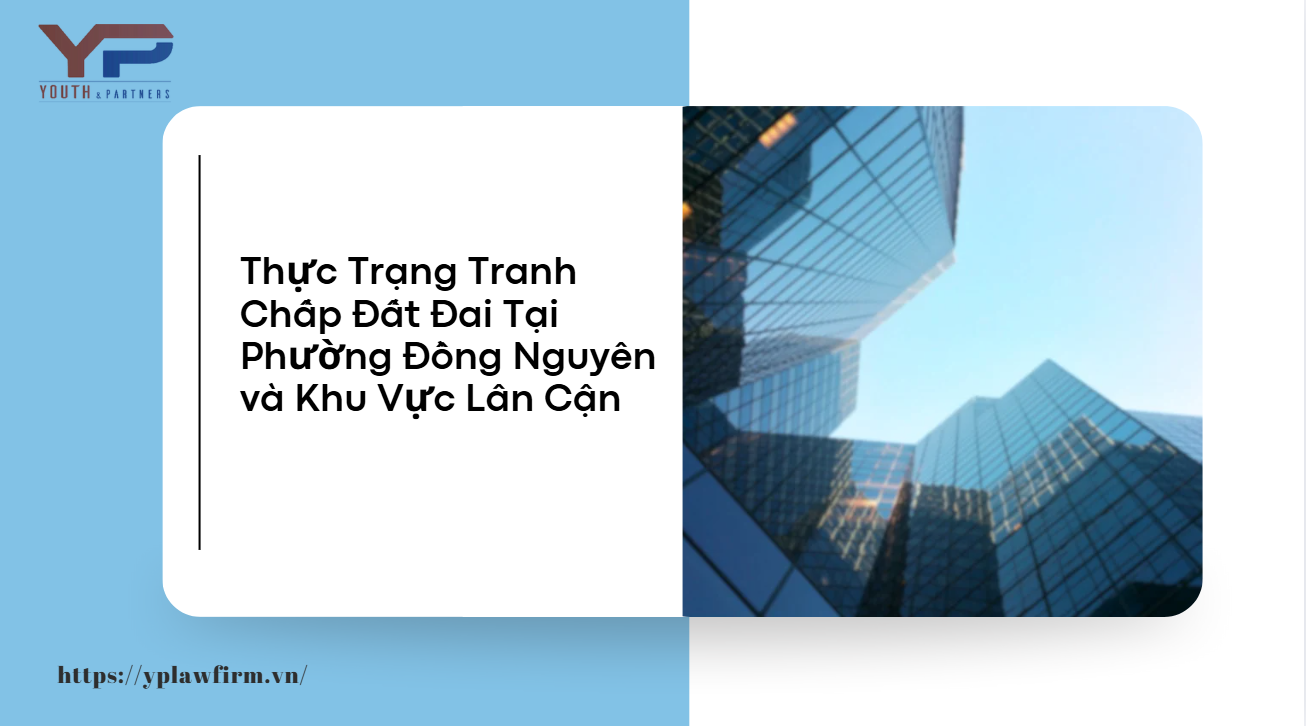 YP
YOUTH & PARTNERS
Thực Trạng Tranh
Chấp Đất Đai Tại
Phường Đồng Nguyên
và Khu Vực Lân Cận
https://yplawfirm.vn/